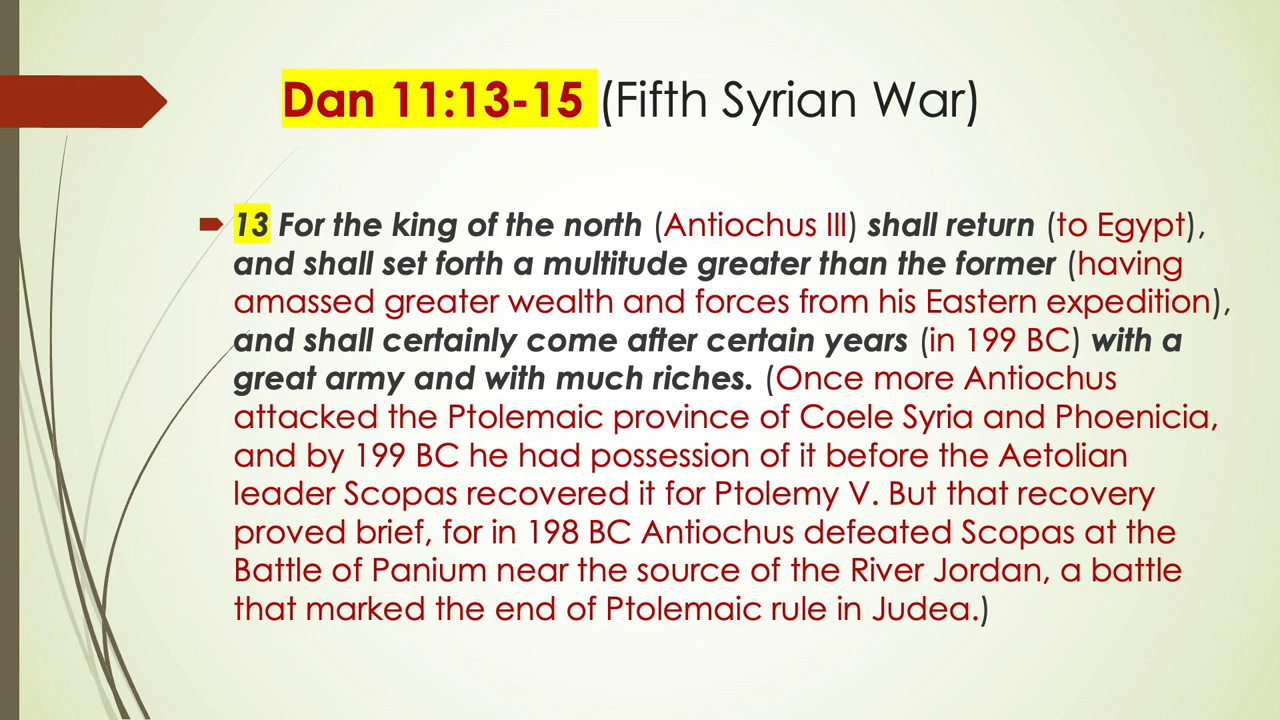 Dan 11:13-15 (Fifth Syrian War)
13 For the king of the north (Antiochus III) shall return (to Egypt),
and shall set forth a multitude greater than the former (having
amassed greater wealth and forces from his Eastern expedition),
and shall certainly come after certain years (in 199 BC) with a
great army and with much riches. (Once more Antiochus
attacked the Ptolemaic province of Coele Syria and Phoenicia,
and by 199 BC he had possession of it before the Aetolian
leader Scopas recovered it for Ptolemy V. But that recovery
proved brief, for in 198 BC Antiochus defeated Scopas at the
Battle of Panium near the source of the River Jordan, a battle
that marked the end of Ptolemaic rule in Judea.)